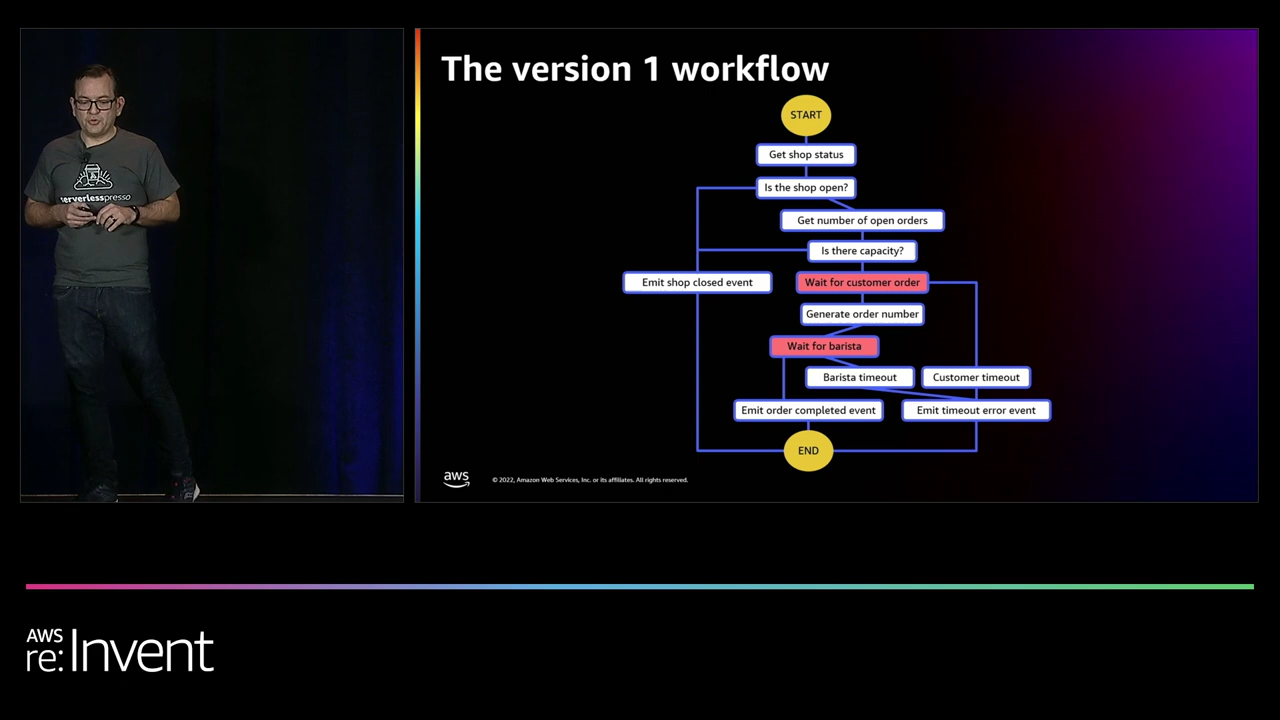 The version 1 workflow
START
Get shop status
Is the shop open?
Get number of open orders
Is there capacity?
Emit shop closed event
Wait for customer order
Generate order number
Wait for barista
Barista timeout
Customer timeout
Emit order completed event
Emit timeout error event
END
serverlesspresso
aws
© 2022, Amazon Web Services, Inc. or its affiliates. All rights reserved.
AWS
re:Invent